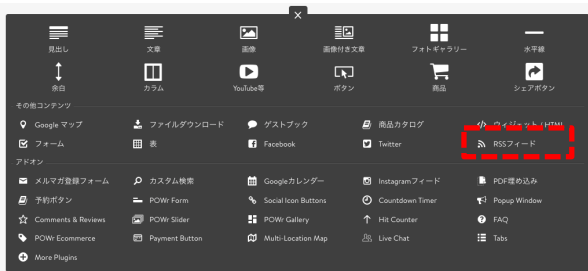 ×
見出し 文章 画像 画像付き文章 フォトギャラリー 水平線
余白 カラム YouTube等 ボタン 商品 シェアボタン
その他コンテンツ
Google マップ ファイルダウンロード ゲストブック 商品カタログ ウィジェット / HTML
フォーム 表 Facebook Twitter RSSフィード
アドオン
メルマガ登録フォーム カスタム検索 Googleカレンダー Instagramフィード PDF埋め込み
予約ボタン POWr Form Social Icon Buttons Countdown Timer Popup Window
Comments & Reviews POWr Slider POWr Gallery Hit Counter FAQ
POWr Ecommerce Payment Button Multi-Location Map Live Chat Tabs
More Plugins